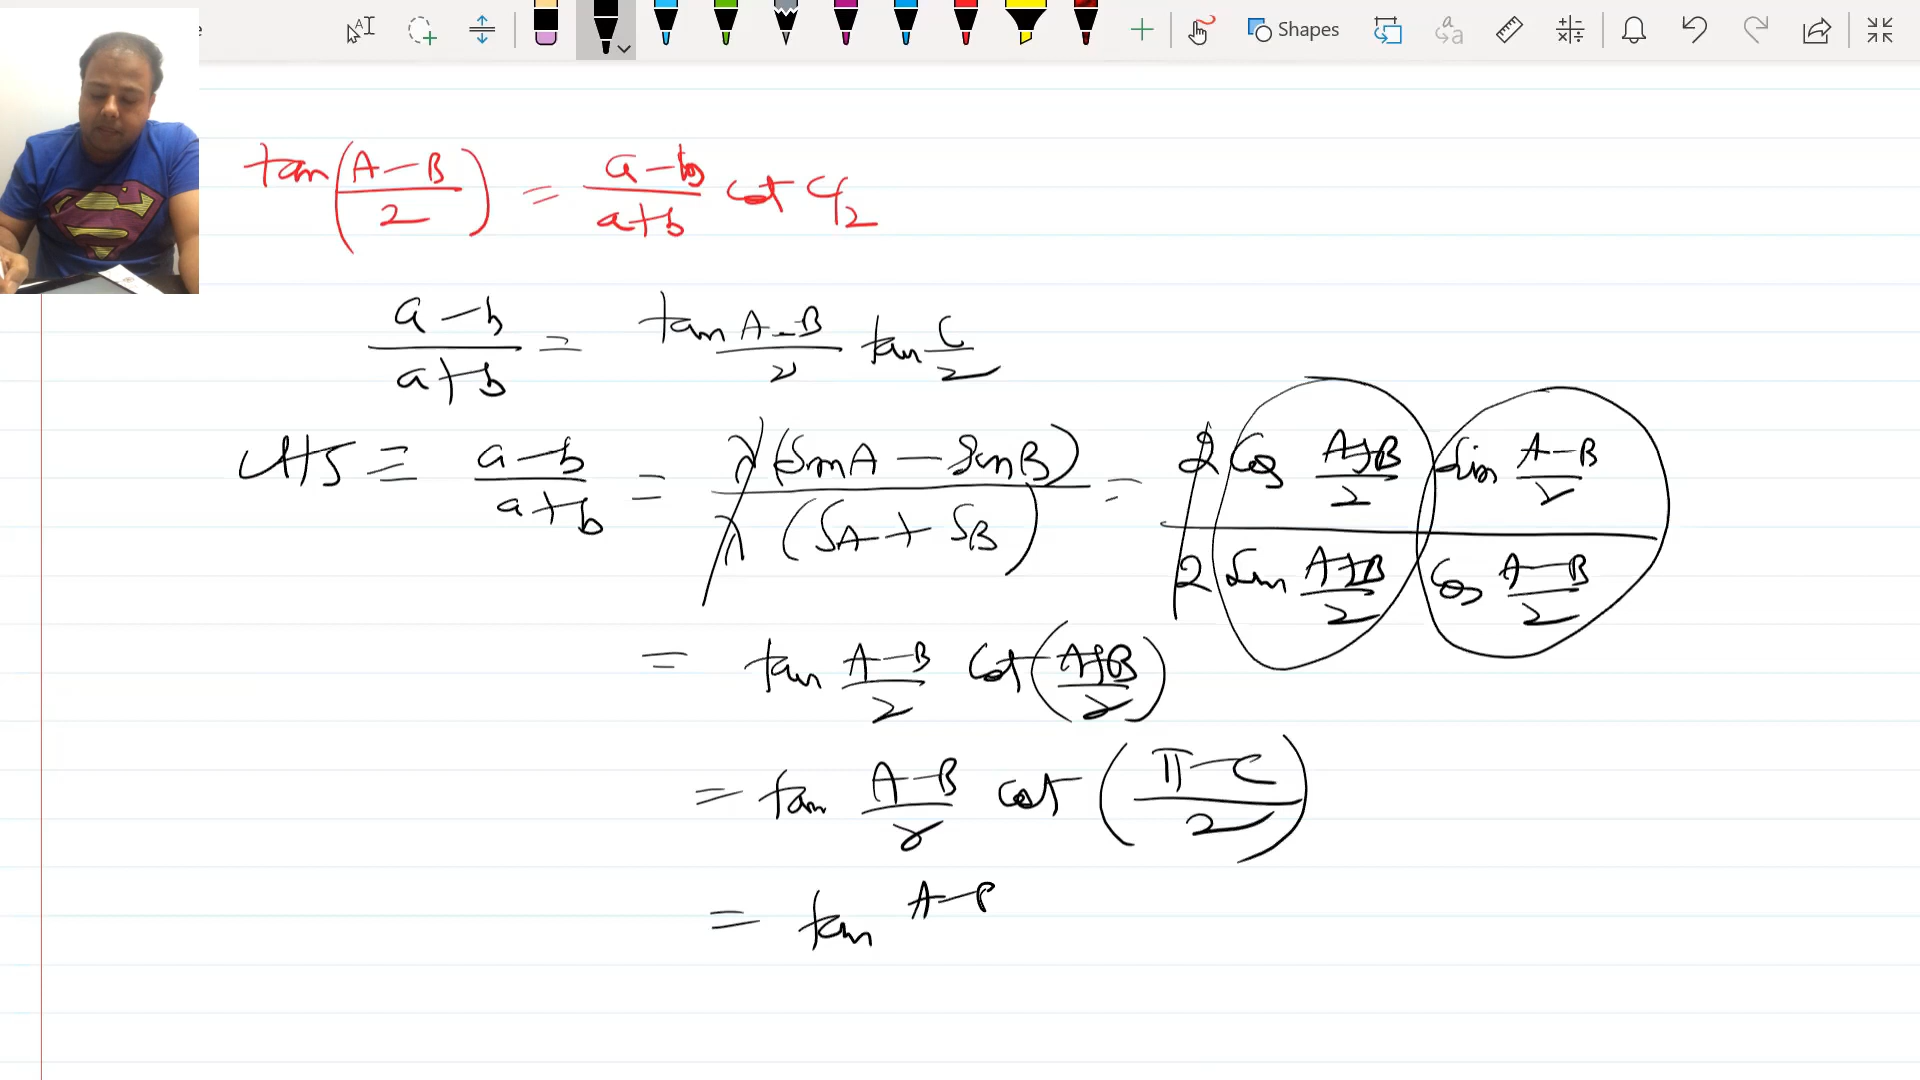 Shapes
tan((A-B)/2) = (a-b)/(a+b) cot C/2
(a-b)/(a+b) = tan (A-B)/2 tan C/2
LHS ≡ (a-b)/(a+b) = λ(SinA - SinB)/λ(SA + SB) = 2 Cos (A+B)/2 Sin (A-B)/2 / 2 Sin (A+B)/2 Cos (A-B)/2
= tan (A-B)/2 Cot((A+B)/2)
= tan (A-B)/2 cot((π-C)/2)
= tan A-